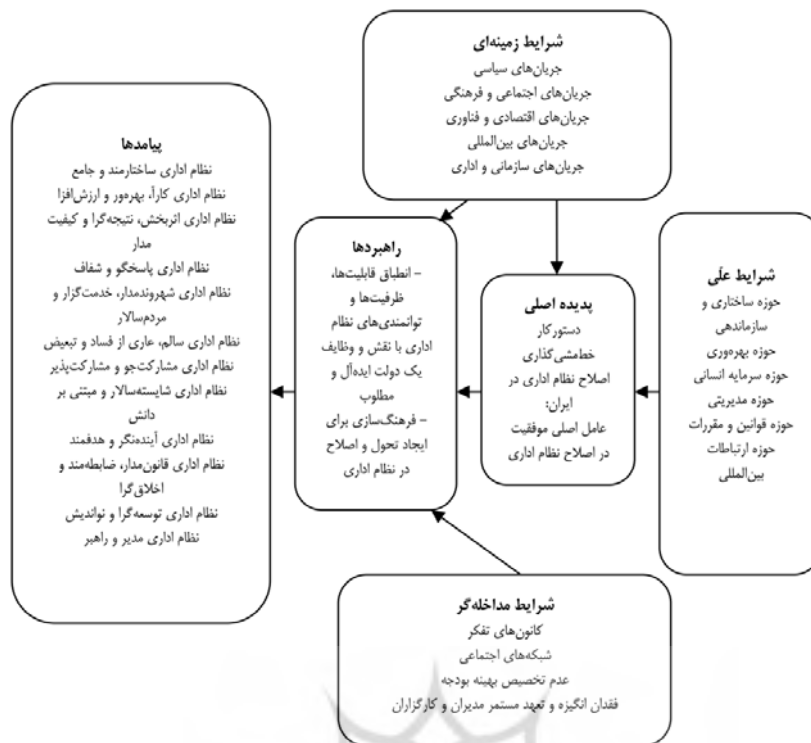 شرایط زمینه‌ای
جریان‌های سیاسی
جریان‌های اجتماعی و فرهنگی
جریان‌های اقتصادی و فناوری
جریان‌های بین‌المللی
جریان‌های سازمانی و اداری
شرایط علّی
حوزه ساختاری و
سازماندهی
حوزه بهره‌وری
حوزه سرمایه انسانی
حوزه مدیریتی
حوزه قوانین و مقررات
حوزه ارتباطات
بین‌المللی
پدیده اصلی
دستورکار
خط‌مشی‌گذاری
اصلاح نظام اداری در
ایران:
عامل اصلی موفقیت
در اصلاح نظام اداری
راهبردها
- انطباق قابلیت‌ها،
ظرفیت‌ها و
توانمندی‌های نظام
اداری با نقش و وظایف
یک دولت ایده‌آل و
مطلوب
- فرهنگ‌سازی برای
ایجاد تحول و اصلاح
در نظام اداری
پیامدها
نظام اداری ساختارمند و جامع
نظام اداری کارآ، بهره‌ور و ارزش‌افزا
نظام اداری اثربخش، نتیجه‌گرا و کیفیت
مدار
نظام اداری پاسخگو و شفاف
نظام اداری شهروندمدار، خدمت‌گزار و
مردم‌سالار
نظام اداری سالم، عاری از فساد و تبعیض
نظام اداری مشارکت‌جو و مشارکت‌پذیر
نظام اداری شایسته‌سالار و مبتنی بر
دانش
نظام اداری آینده‌نگر و هدفمند
نظام اداری قانون‌مدار، ضابطه‌مند و
اخلاق‌گرا
نظام اداری توسعه‌گرا و نواندیش
نظام اداری مدیر و راهبر
شرایط مداخله‌گر
کانون‌های تفکر
شبکه‌های اجتماعی
عدم تخصیص بهینه بودجه
فقدان انگیزه و تعهد مستمر مدیران و کارگزاران